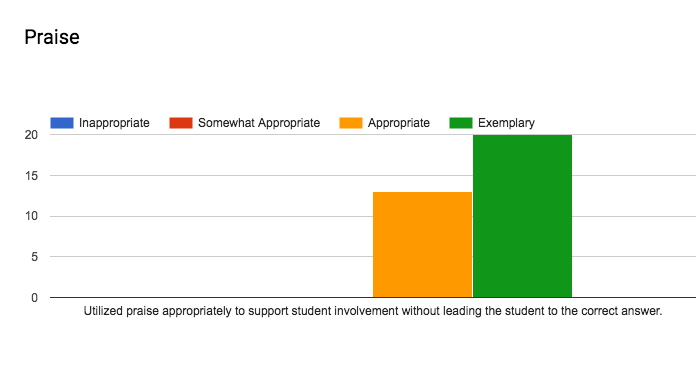 Praise
Inappropriate Somewhat Appropriate Appropriate Exemplary
20
15
10
5
0
Utilized praise appropriately to support student involvement without leading the student to the correct answer.